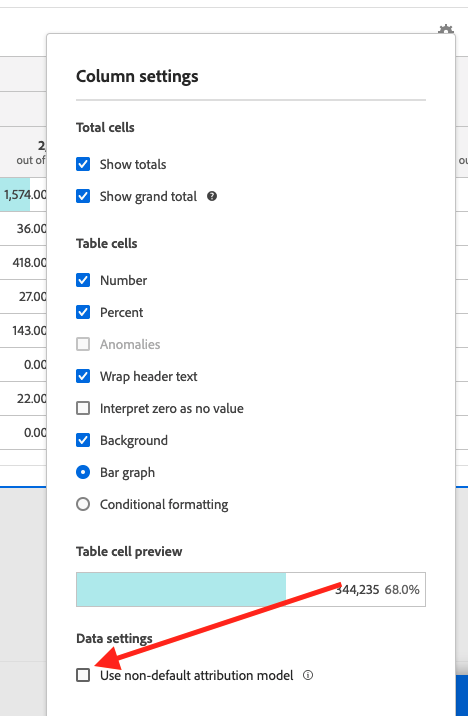 Column settings
Total cells
Show totals
Show grand total
Table cells
Number
Percent
Anomalies
Wrap header text
Interpret zero as no value
Background
Bar graph
Conditional formatting
Table cell preview
344,235 68.0%
Data settings
Use non-default attribution model
2,
out of
ou
1,574.00
36.00
418.00
27.00
143.00
0.00
22.00
0.00